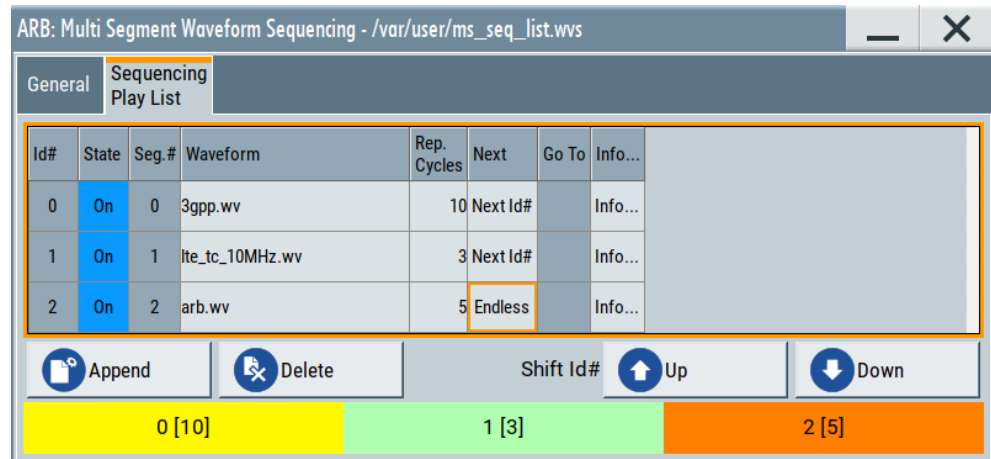 ARB: Multi Segment Waveform Sequencing - /var/user/ms_seq_list.wvs
General
Sequencing
Play List
Id# State Seg.# Waveform Rep. Cycles Next Go To Info...
0 On 0 3gpp.wv 10 Next Id# Info...
1 On 1 lte_tc_10MHz.wv 3 Next Id# Info...
2 On 2 arb.wv 5 Endless Info...
Append Delete Shift Id# Up Down
0 [10] 1 [3] 2 [5]